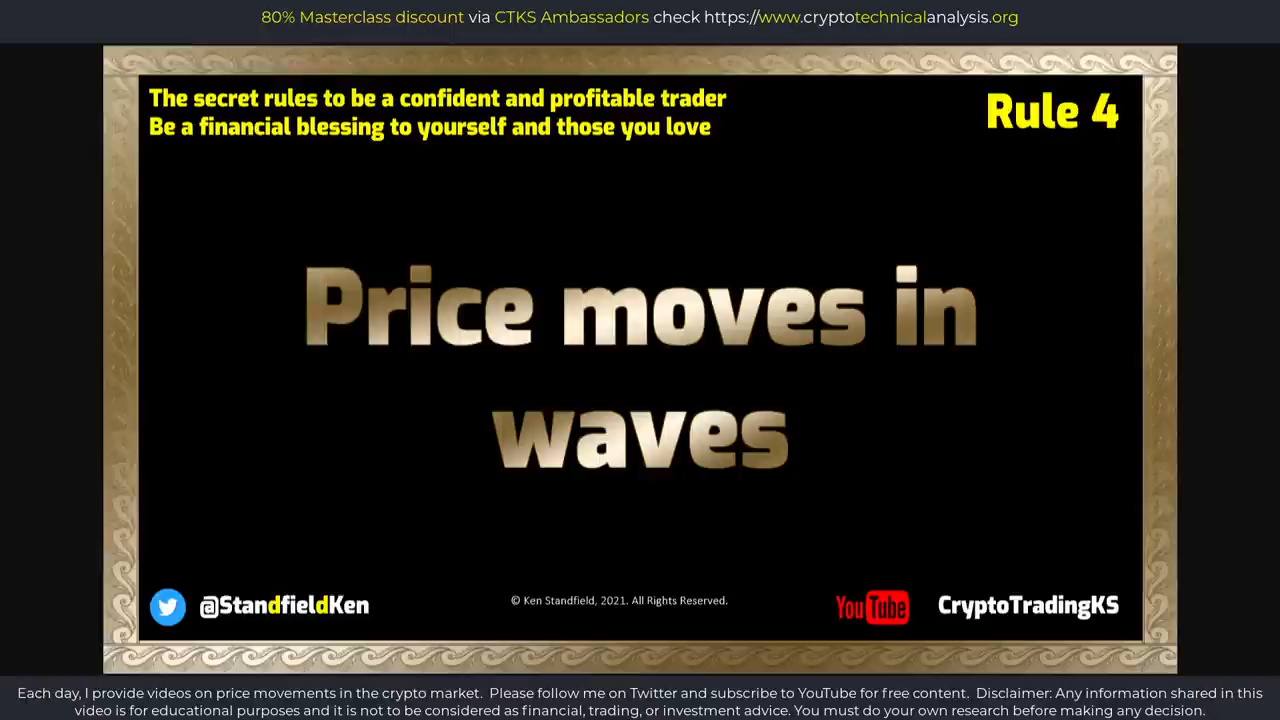 80% Masterclass discount via CTKS Ambassadors check https://www.cryptotechnicalanalysis.org
The secret rules to be a confident and profitable trader
Be a financial blessing to yourself and those you love
Rule 4
Price moves in
waves
@StandfieldKen
© Ken Standfield, 2021. All Rights Reserved.
YouTube
CryptoTradingKS
Each day, I provide videos on price movements in the crypto market. Please follow me on Twitter and subscribe to YouTube for free content. Disclaimer: Any information shared in this
video is for educational purposes and it is not to be considered as financial, trading, or investment advice. You must do your own research before making any decision.